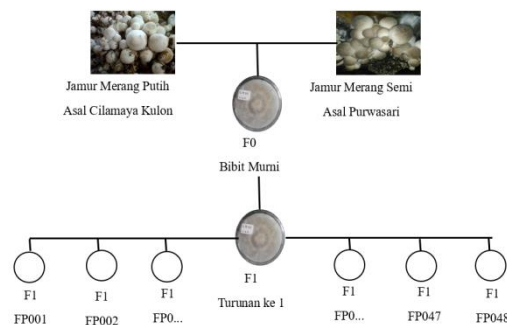 Jamur Merang Putih
Asal Cilamaya Kulon
Jamur Merang Semi
Asal Purwasari
F0
Bibit Murni
F1
Turunan ke 1
F1
FP001
F1
FP002
F1
FP0...
F1
FP0...
F1
FP047
F1
FP048